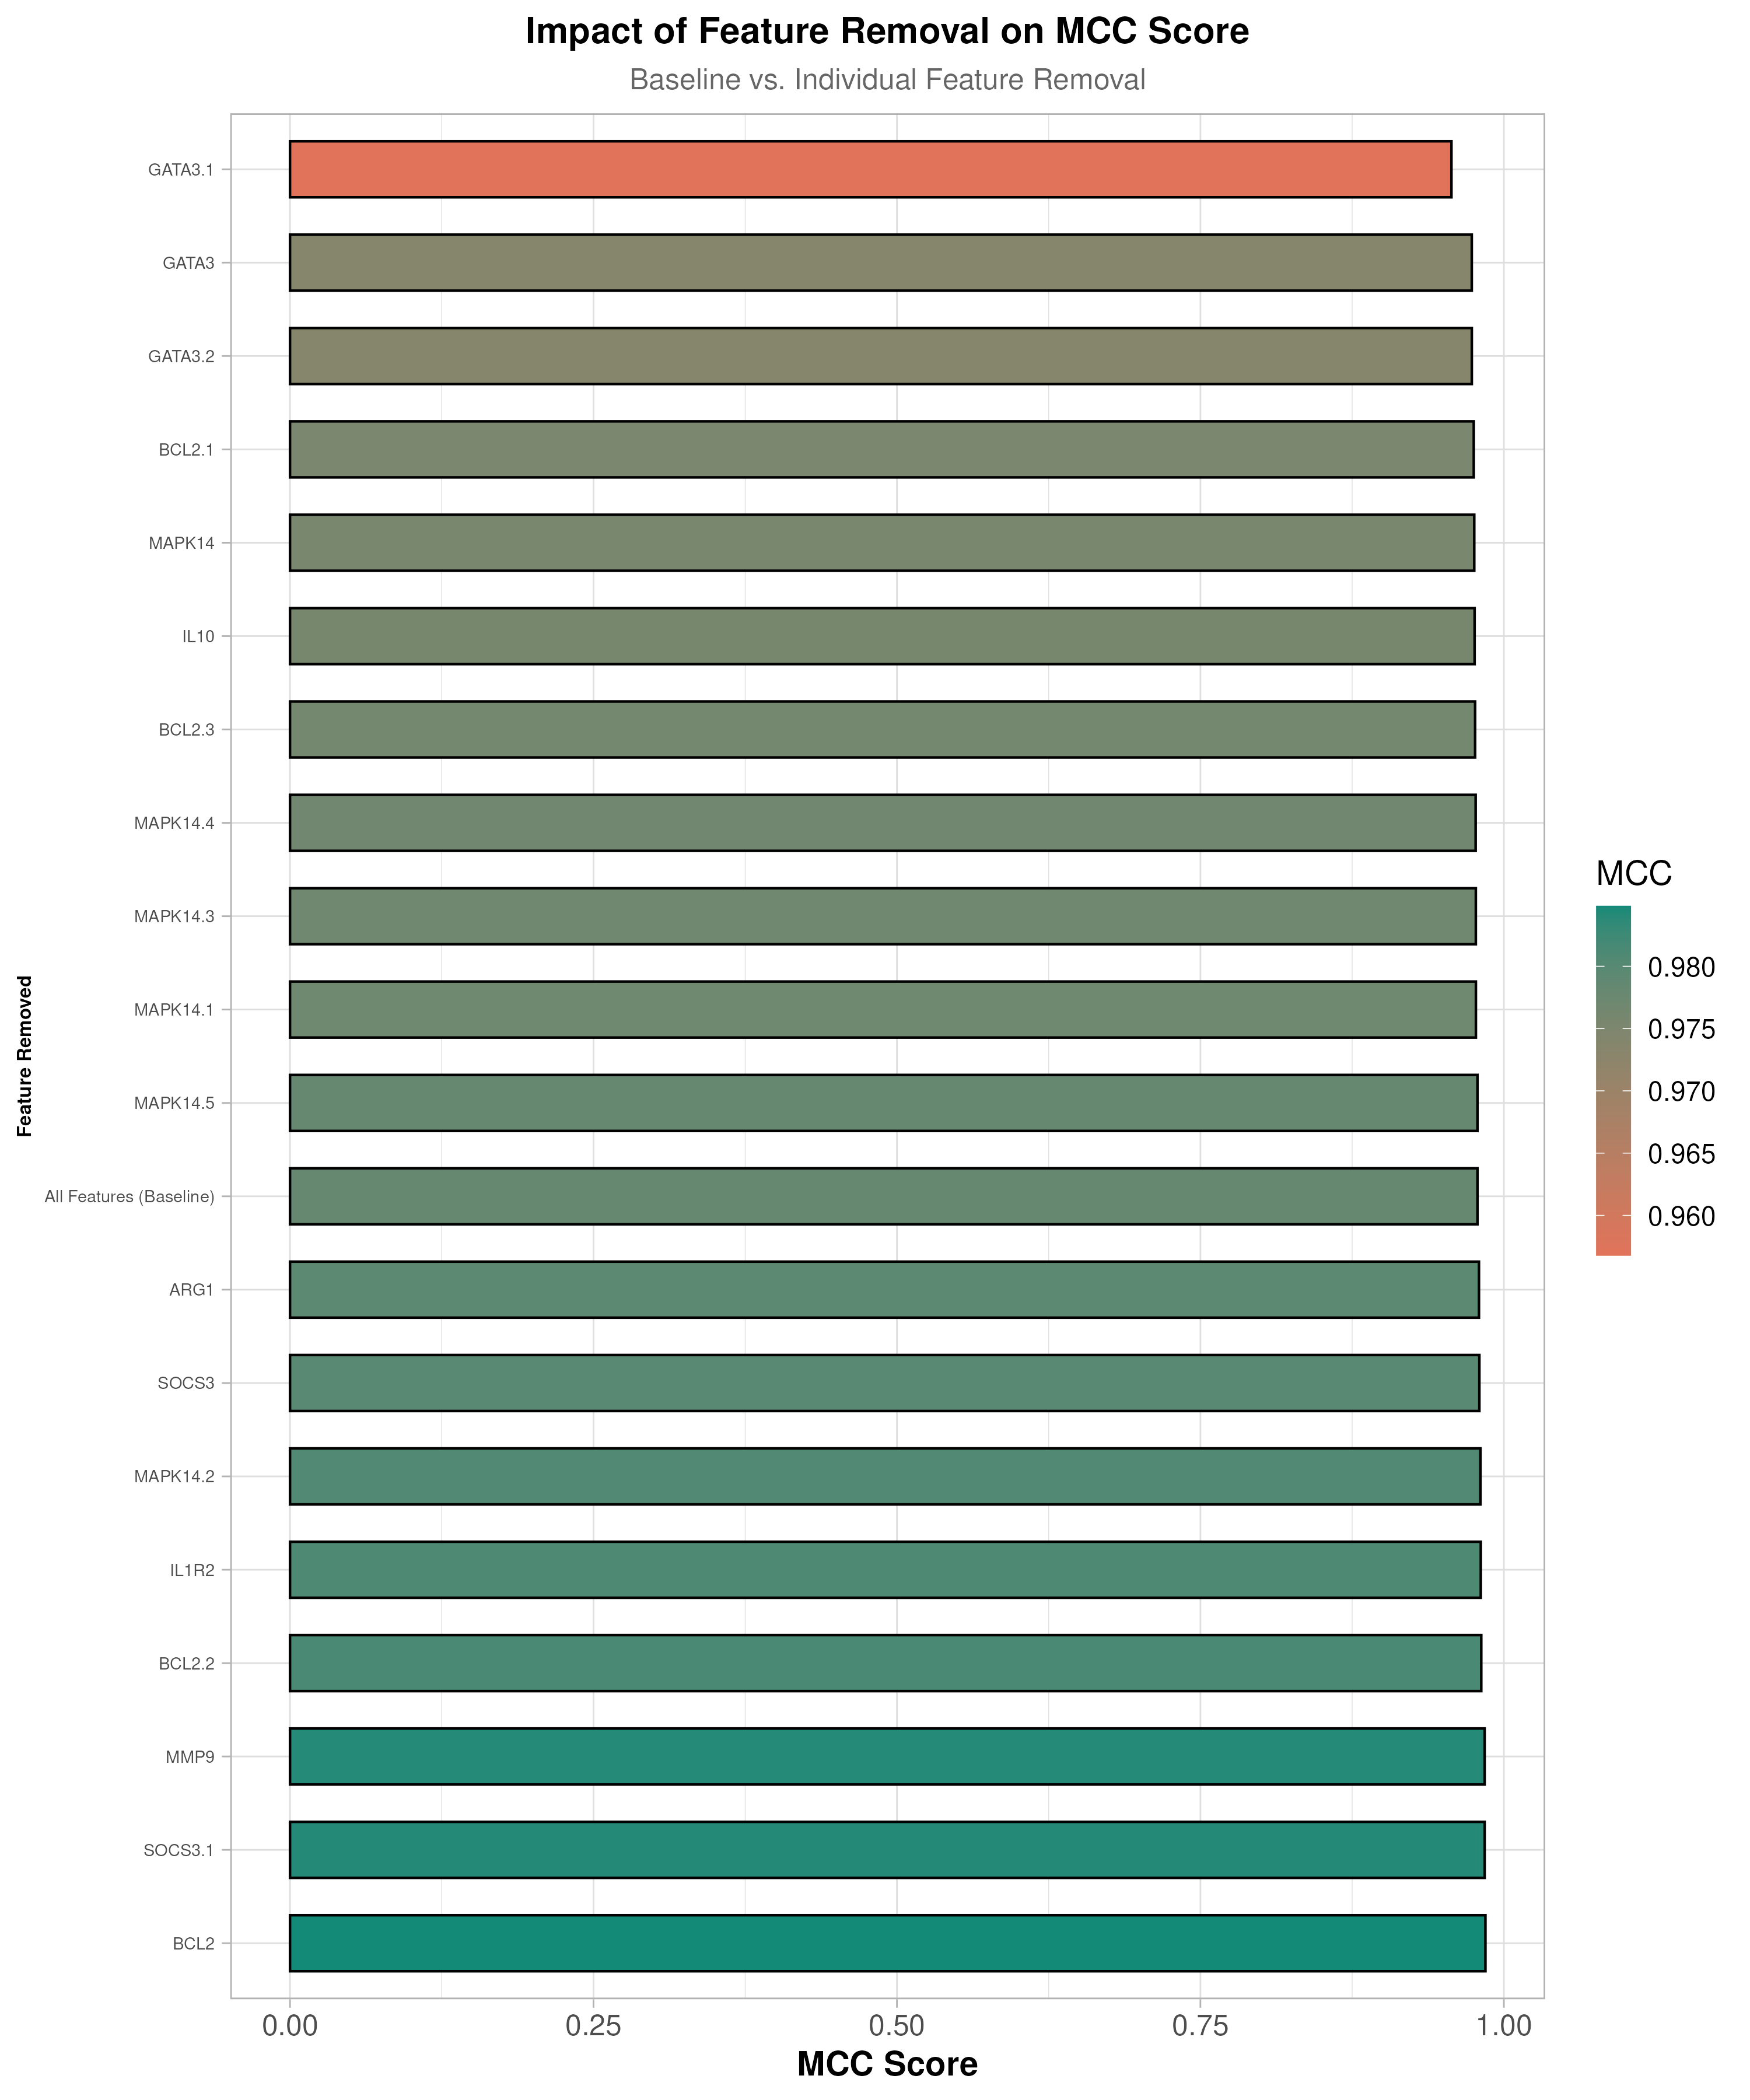 Impact of Feature Removal on MCC Score
Baseline vs. Individual Feature Removal
Feature Removed
GATA3.1
GATA3
GATA3.2
BCL2.1
MAPK14
IL10
BCL2.3
MAPK14.4
MAPK14.3
MAPK14.1
MAPK14.5
All Features (Baseline)
ARG1
SOCS3
MAPK14.2
IL1R2
BCL2.2
MMP9
SOCS3.1
BCL2
0.00 0.25 0.50 0.75 1.00
MCC Score
MCC
0.980
0.975
0.970
0.965
0.960